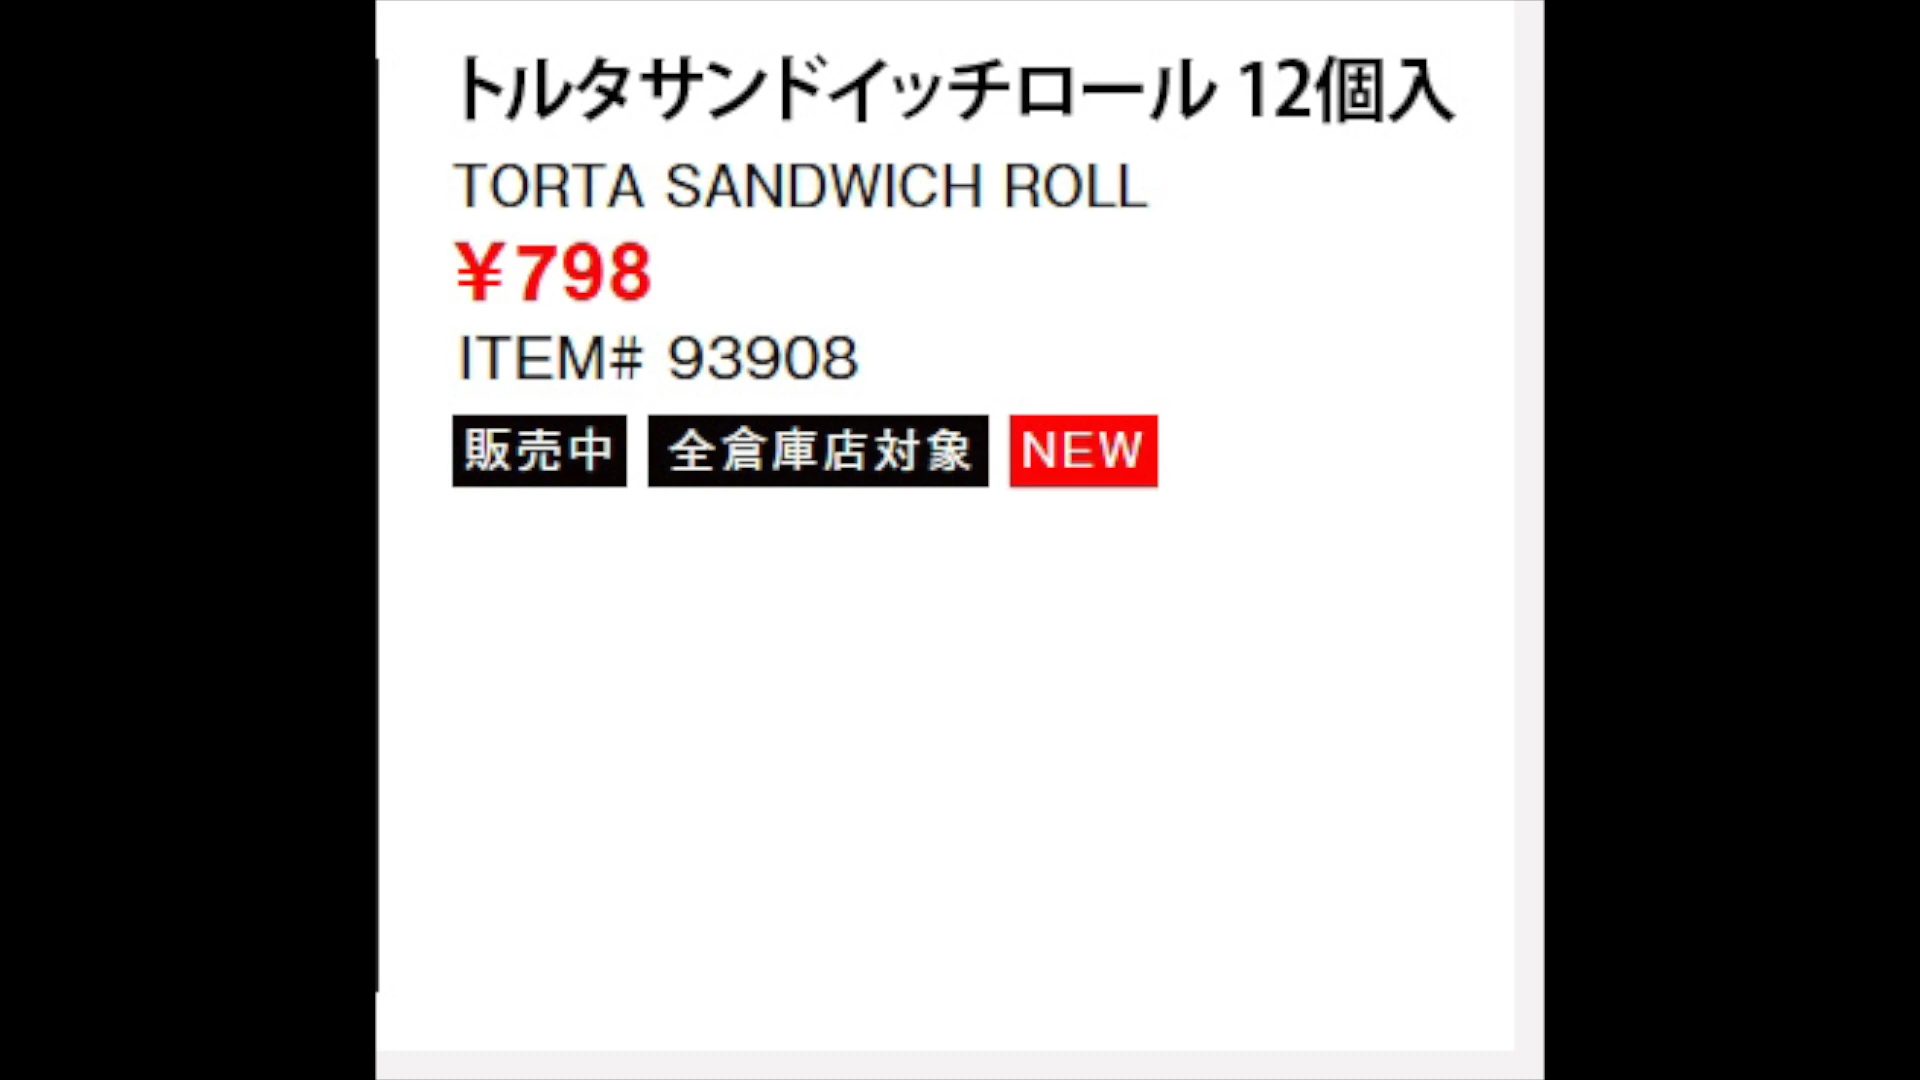 トルタサンドイッチロール 12個入
TORTA SANDWICH ROLL
¥798
ITEM# 93908
販売中 全倉庫店対象 NEW